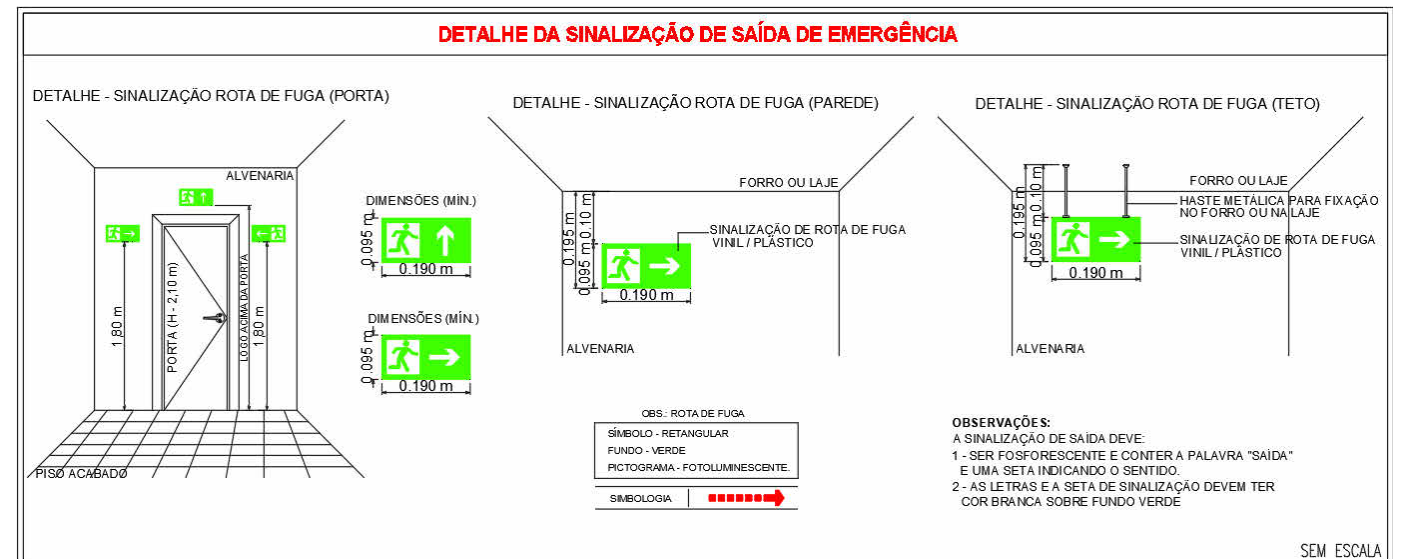 DETALHE DA SINALIZAÇÃO DE SAÍDA DE EMERGÊNCIA
DETALHE - SINALIZAÇÃO ROTA DE FUGA (PORTA)
ALVENARIA
1,80 m
PORTA (H - 2,10 m)
LOGO ACIMA DA PORTA
1,80 m
PISO ACABADO
DIMENSÕES (MÍN.)
0.095 m
0.190 m
DIMENSÕES (MÍN.)
0.095 m
0.190 m
DETALHE - SINALIZAÇÃO ROTA DE FUGA (PAREDE)
FORRO OU LAJE
0.195 m
0.10 m
0.095 m
0.190 m
SINALIZAÇÃO DE ROTA DE FUGA
VINIL / PLÁSTICO
ALVENARIA
DETALHE - SINALIZAÇÃO ROTA DE FUGA (TETO)
FORRO OU LAJE
HASTE METÁLICA PARA FIXAÇÃO
NO FORRO OU NA LAJE
0.195 m
0.10 m
0.095 m
0.190 m
SINALIZAÇÃO DE ROTA DE FUGA
VINIL / PLÁSTICO
ALVENARIA
OBS.: ROTA DE FUGA
SÍMBOLO - RETANGULAR
FUNDO - VERDE
PICTOGRAMA - FOTOLUMINESCENTE.
SIMBOLOGIA
OBSERVAÇÕES:
A SINALIZAÇÃO DE SAÍDA DEVE:
1 - SER FOSFORESCENTE E CONTER A PALAVRA "SAÍDA"
E UMA SETA INDICANDO O SENTIDO.
2 - AS LETRAS E A SETA DE SINALIZAÇÃO DEVEM TER
COR BRANCA SOBRE FUNDO VERDE
SEM ESCALA